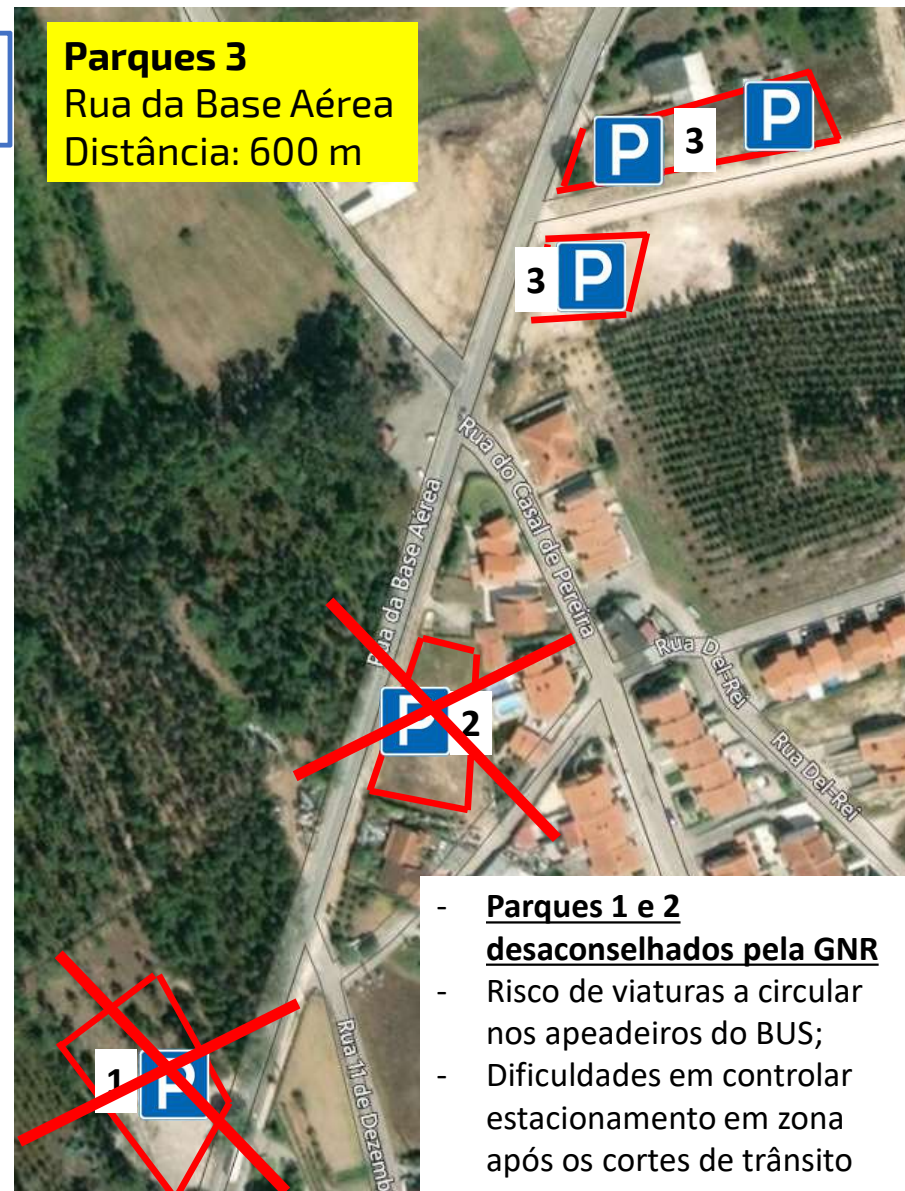 Parques 3
Rua da Base Aérea
Distância: 600 m
P
3
P
3
P
Rua do Casal de Pereira
Rua da Base Aérea
Rua Del-Rei
Rua Del-Rei
P
2
1
P
Rua 11 de Dezemb
- Parques 1 e 2
desaconselhados pela GNR
- Risco de viaturas a circular
nos apeadeiros do BUS;
- Dificuldades em controlar
estacionamento em zona
após os cortes de trânsito